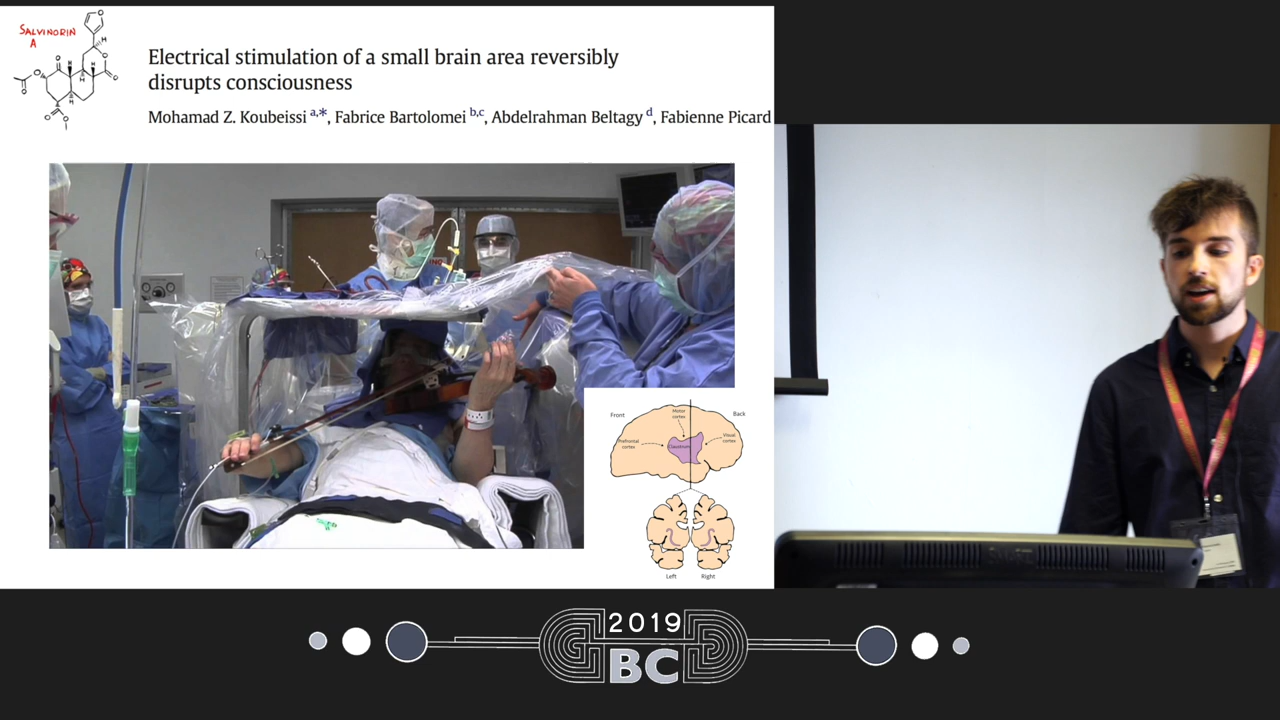 SALVINORIN
A
Electrical stimulation of a small brain area reversibly
disrupts consciousness
Mohamad Z. Koubeissi a,*, Fabrice Bartolomei b,c, Abdelrahman Beltagy d, Fabienne Picard
Front
Motor
cortex
Back
Prefrontal
cortex
Claustrum
Visual
cortex
Left
Right
2019
BC